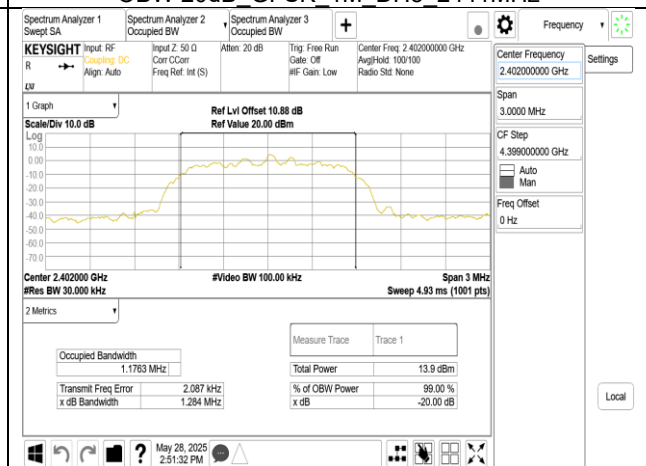 OBW-20dB_GFSK_1M_DH5_2441MHz
Spectrum Analyzer 1
Swept SA
Spectrum Analyzer 2
Occupied BW
Spectrum Analyzer 3
Occupied BW
+
Frequency
KEYSIGHT
R
Input: RF
Coupling: DC
Align: Auto
Input Z: 50 Ω
Corr CCorr
Freq Ref: Int (S)
Atten: 20 dB
Trig: Free Run
Gate: Off
#IF Gain: Low
Center Freq: 2.402000000 GHz
Avg|Hold: 100/100
Radio Std: None
Center Frequency
2.402000000 GHz
Settings
Span
3.0000 MHz
CF Step
4.399000000 GHz
Auto
Man
Freq Offset
0 Hz
1 Graph
Scale/Div 10.0 dB
Ref Lvl Offset 10.88 dB
Ref Value 20.00 dBm
Log
10.0
0.00
-10.0
-20.0
-30.0
-40.0
-50.0
-60.0
-70.0
Center 2.402000 GHz
#Res BW 30.000 kHz
#Video BW 100.00 kHz
Span 3 MHz
Sweep 4.93 ms (1001 pts)
2 Metrics
Measure Trace Trace 1
Occupied Bandwidth
1.1763 MHz
Total Power 13.9 dBm
Transmit Freq Error 2.087 kHz
% of OBW Power 99.00 %
x dB Bandwidth 1.284 MHz
x dB -20.00 dB
Local
?
May 28, 2025
2:51:32 PM